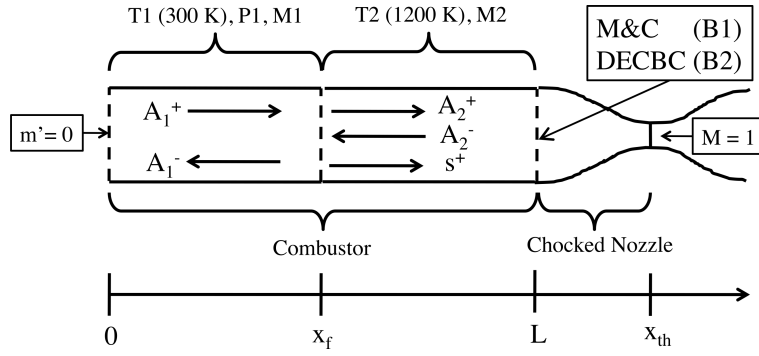 T1 (300 K), P1, M1
T2 (1200 K), M2
M&C (B1)
DECBC (B2)
m'= 0
A1+
A1-
A2+
A2-
s+
M = 1
Combustor
Chocked Nozzle
0
xf
L
xth